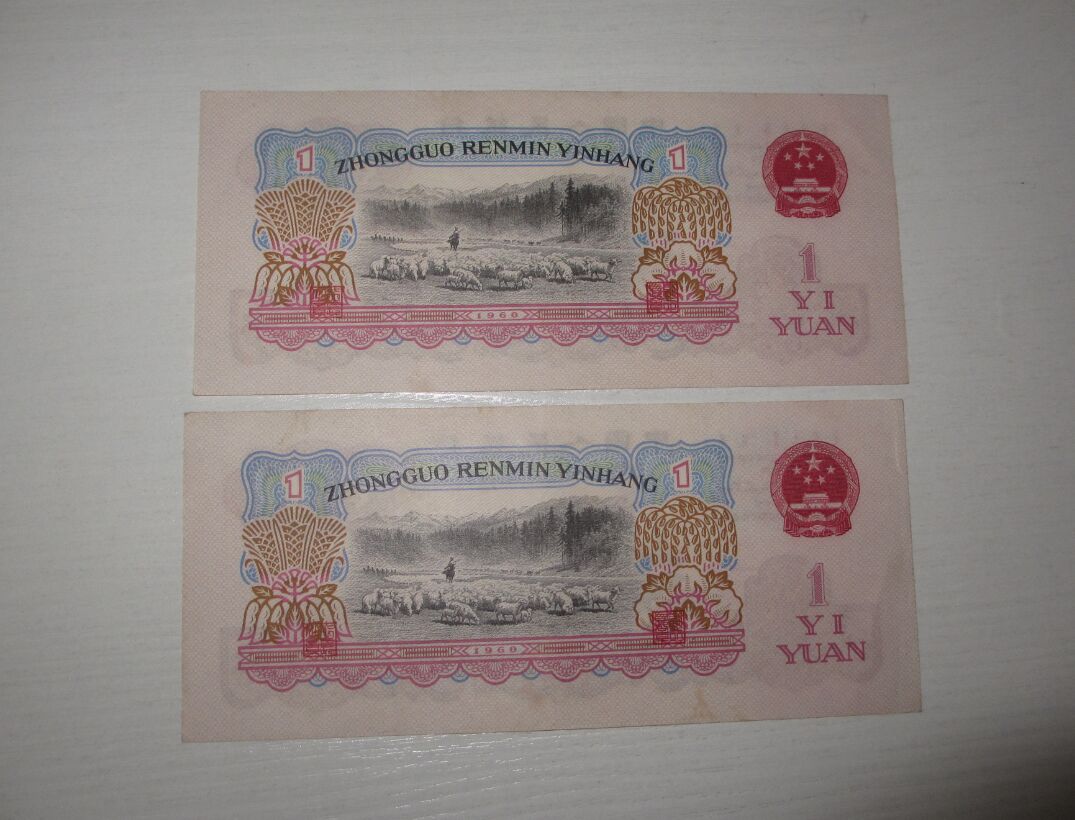 1 ZHONGGUO RENMIN YINHANG 1
1
YI
YUAN
1960
1 ZHONGGUO RENMIN YINHANG 1
1
YI
YUAN
1960